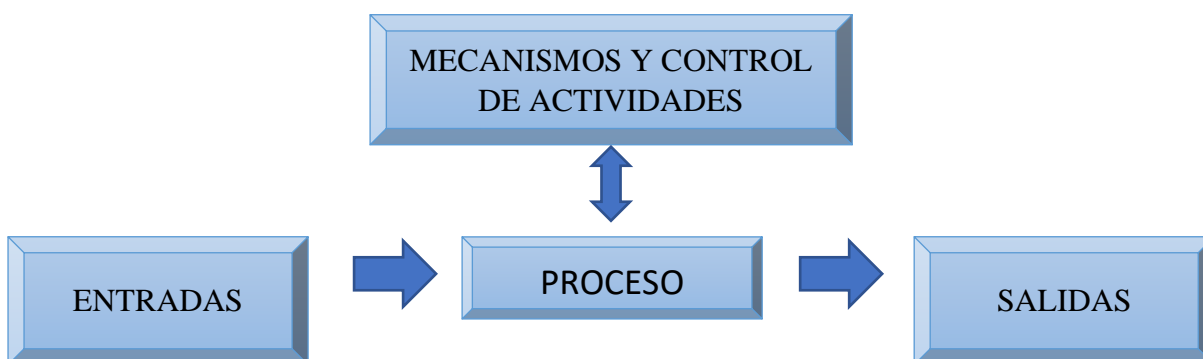 MECANISMOS Y CONTROL
DE ACTIVIDADES
ENTRADAS
PROCESO
SALIDAS